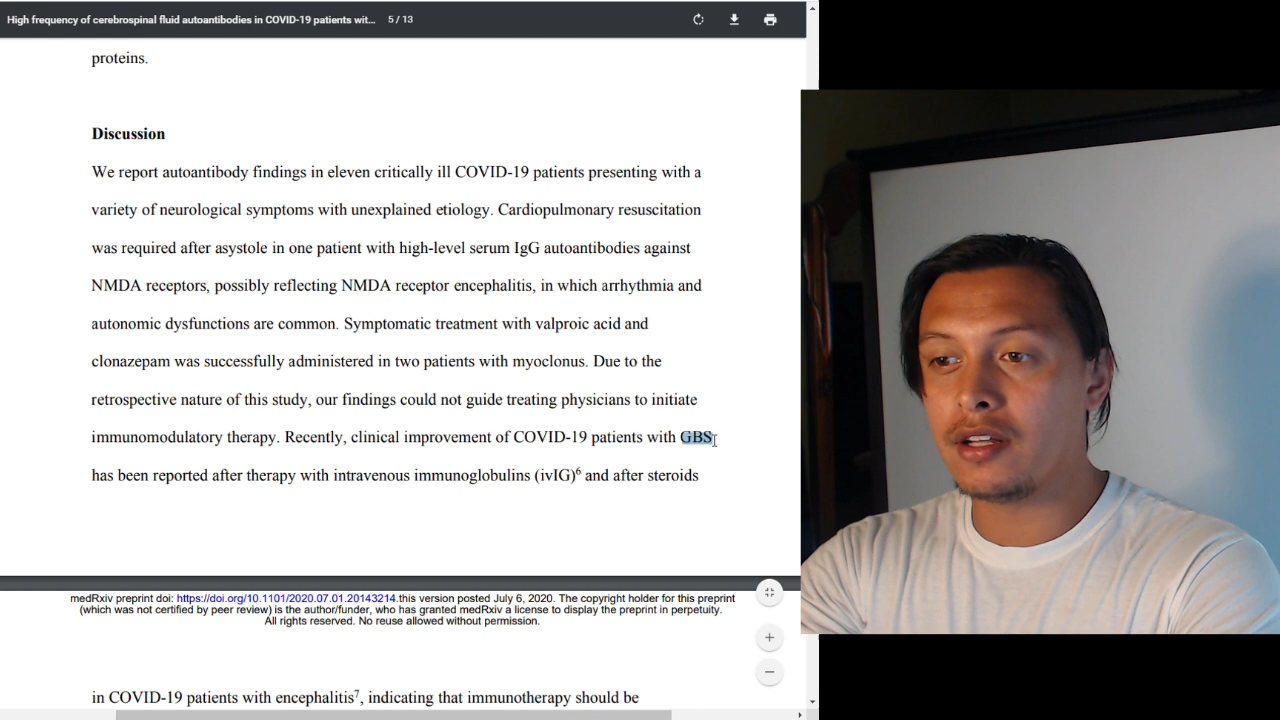 High frequency of cerebrospinal fluid autoantibodies in COVID-19 patients wit... 5 / 13
proteins.
Discussion
We report autoantibody findings in eleven critically ill COVID-19 patients presenting with a
variety of neurological symptoms with unexplained etiology. Cardiopulmonary resuscitation
was required after asystole in one patient with high-level serum IgG autoantibodies against
NMDA receptors, possibly reflecting NMDA receptor encephalitis, in which arrhythmia and
autonomic dysfunctions are common. Symptomatic treatment with valproic acid and
clonazepam was successfully administered in two patients with myoclonus. Due to the
retrospective nature of this study, our findings could not guide treating physicians to initiate
immunomodulatory therapy. Recently, clinical improvement of COVID-19 patients with GBS
has been reported after therapy with intravenous immunoglobulins (ivIG)6 and after steroids
medRxiv preprint doi: https://doi.org/10.1101/2020.07.01.20143214.this version posted July 6, 2020. The copyright holder for this preprint
(which was not certified by peer review) is the author/funder, who has granted medRxiv a license to display the preprint in perpetuity.
All rights reserved. No reuse allowed without permission.
in COVID-19 patients with encephalitis7, indicating that immunotherapy should be